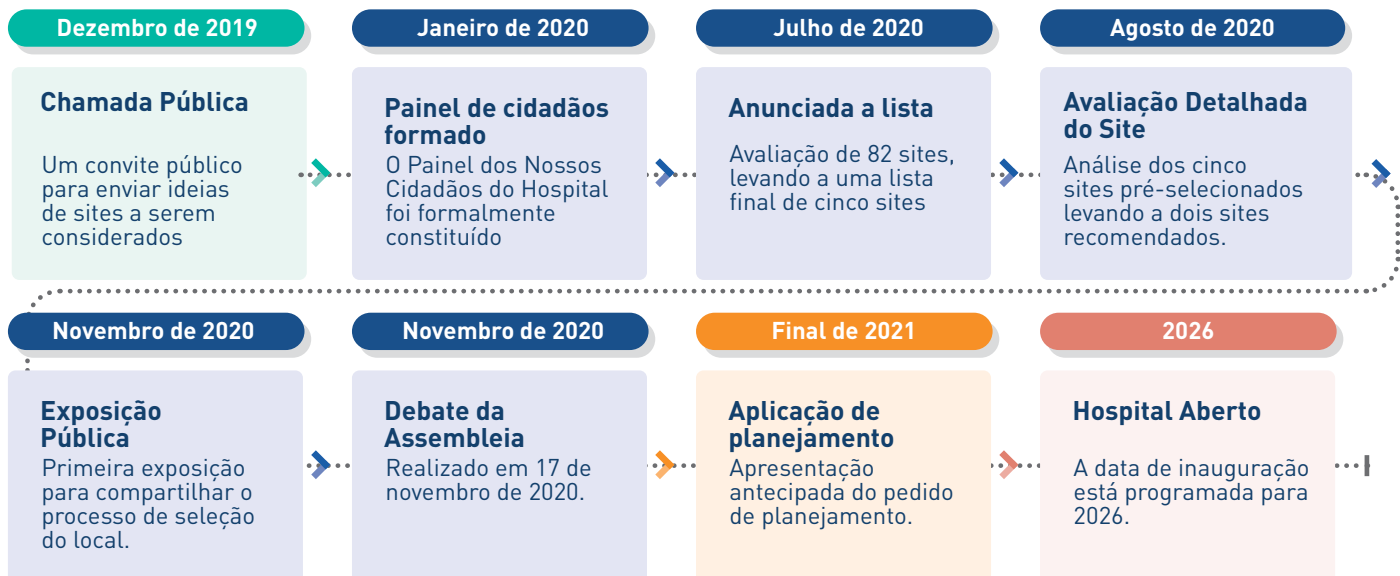 Dezembro de 2019
Chamada Pública
Um convite público
para enviar ideias
de sites a serem
considerados
Janeiro de 2020
Painel de cidadãos
formado
O Painel dos Nossos
Cidadãos do Hospital
foi formalmente
constituído
Julho de 2020
Anunciada a lista
Avaliação de 82 sites,
levando a uma lista
final de cinco sites
Agosto de 2020
Avaliação Detalhada
do Site
Análise dos cinco
sites pré-selecionados
levando a dois sites
recomendados.
Novembro de 2020
Exposição
Pública
Primeira exposição
para compartilhar o
processo de seleção
do local.
Novembro de 2020
Debate da
Assembleia
Realizado em 17 de
novembro de 2020.
Final de 2021
Aplicação de
planejamento
Apresentação
antecipada do pedido
de planejamento.
2026
Hospital Aberto
A data de inauguração
está programada para
2026.